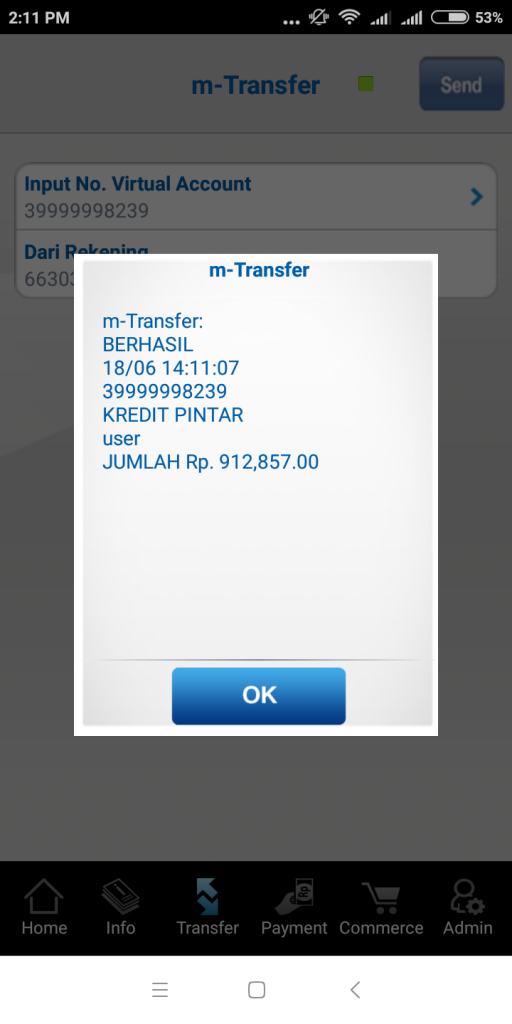 2:11 PM
53%
m-Transfer
Send
Input No. Virtual Account
39999998239
Dari Rekening
6630
m-Transfer
m-Transfer:
BERHASIL
18/06 14:11:07
39999998239
KREDIT PINTAR
user
JUMLAH Rp. 912,857.00
OK
Rp
Home
Info
Transfer
Payment
Commerce
Admin